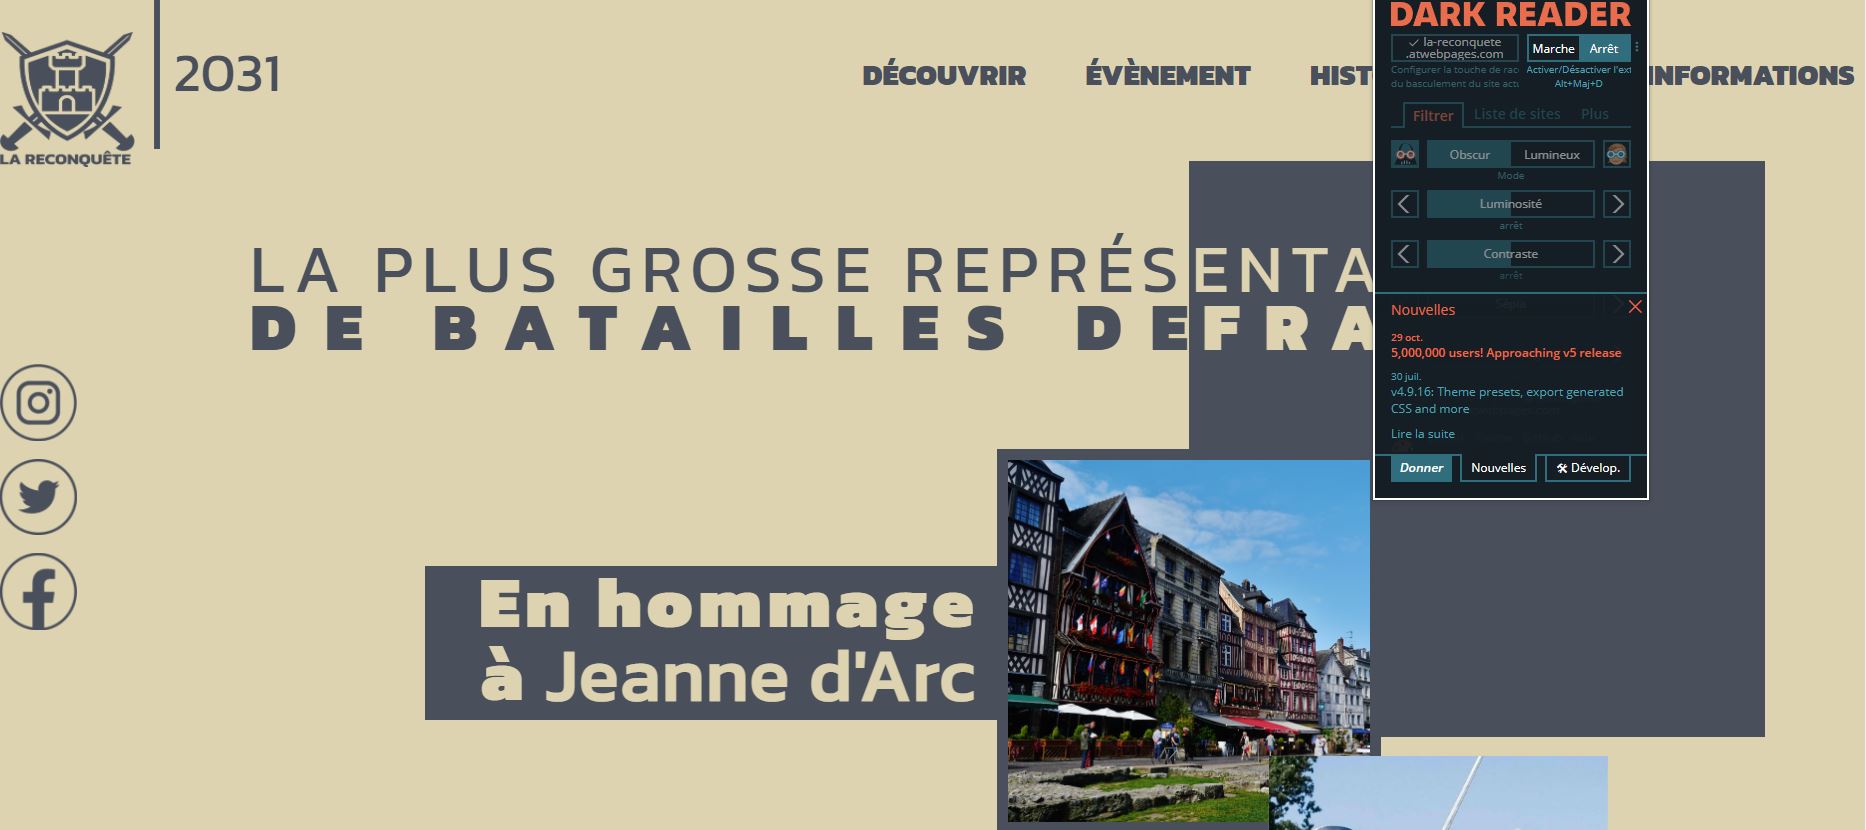 2031
LA RECONQUÊTE
DÉCOUVRIR
ÉVÈNEMENT
HIST
INFORMATIONS
LA PLUS GROSSE REPRÉSENTA
DE BATAILLES DEFRA
En hommage
à Jeanne d'Arc
DARK READER
la-reconquete
.atwebpages.com
Marche
Arrêt
Configurer la touche de rac
du basculement du site actu
Activer/Désactiver l'ext
Alt+Maj+D
Filtrer
Liste de sites
Plus
Obscur
Lumineux
Mode
Luminosité
arrêt
Contraste
arrêt
Sépia
Nouvelles
29 oct.
5,000,000 users! Approaching v5 release
30 juil.
v4.9.16: Theme presets, export generated
CSS and more
Lire la suite
Donner
Nouvelles
🛠 Dévelop.